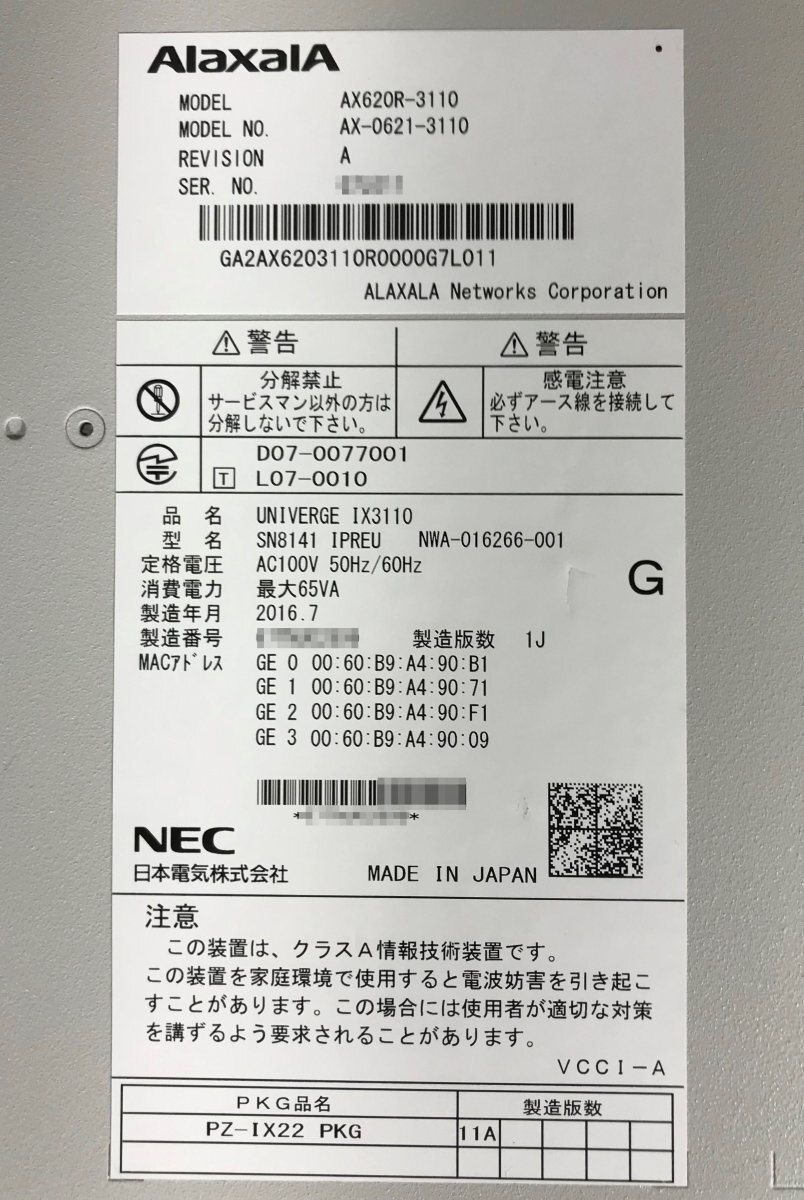 AlaxalA
MODEL AX620R-3110
MODEL NO. AX-0621-3110
REVISION A
SER. NO.
GA2AX6203110R0000G7L011
ALAXALA Networks Corporation
警告 警告
分解禁止
サービスマン以外の方は
分解しないで下さい。
感電注意
必ずアース線を接続して
下さい。
D07-0077001
T L07-0010
品 名 UNIVERGE IX3110
型 名 SN8141 IPREU NWA-016266-001
定格電圧 AC100V 50Hz/60Hz
G
消費電力 最大65VA
製造年月 2016.7
製造番号 製造版数 1J
MACアドレス GE 0 00:60:B9:A4:90:B1
GE 1 00:60:B9:A4:90:71
GE 2 00:60:B9:A4:90:F1
GE 3 00:60:B9:A4:90:09
NEC
日本電気株式会社 MADE IN JAPAN
注意
この装置は、クラスA情報技術装置です。
この装置を家庭環境で使用すると電波妨害を引き起こ
すことがあります。この場合には使用者が適切な対策
を講ずるよう要求されることがあります。
VCCI-A
PKG品名 製造版数
PZ-IX22 PKG 11A